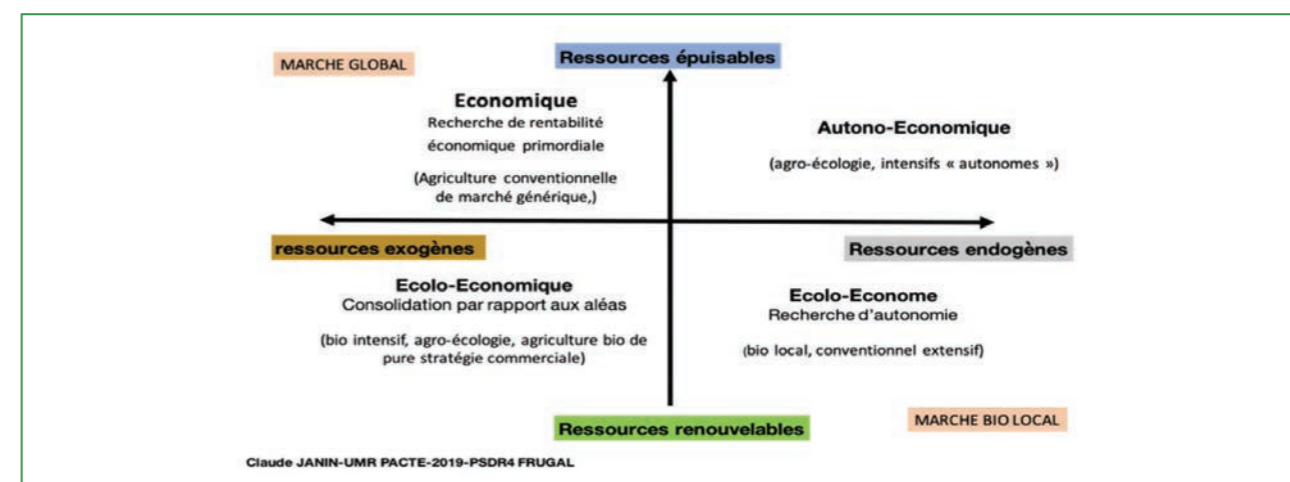 MARCHE GLOBAL
Ressources épuisables
Economique
Recherche de rentabilité
économique primordiale
(Agriculture conventionnelle
de marché générique,)
Autono-Economique
(agro-écologie, intensifs « autonomes »)
ressources exogènes
Ressources endogènes
Ecolo-Economique
Consolidation par rapport aux aléas
(bio intensif, agro-écologie, agriculture bio de
pure stratégie commerciale)
Ecolo-Econome
Recherche d'autonomie
(bio local, conventionnel extensif)
Ressources renouvelables
MARCHE BIO LOCAL
Claude JANIN-UMR PACTE-2019-PSDR4 FRUGAL